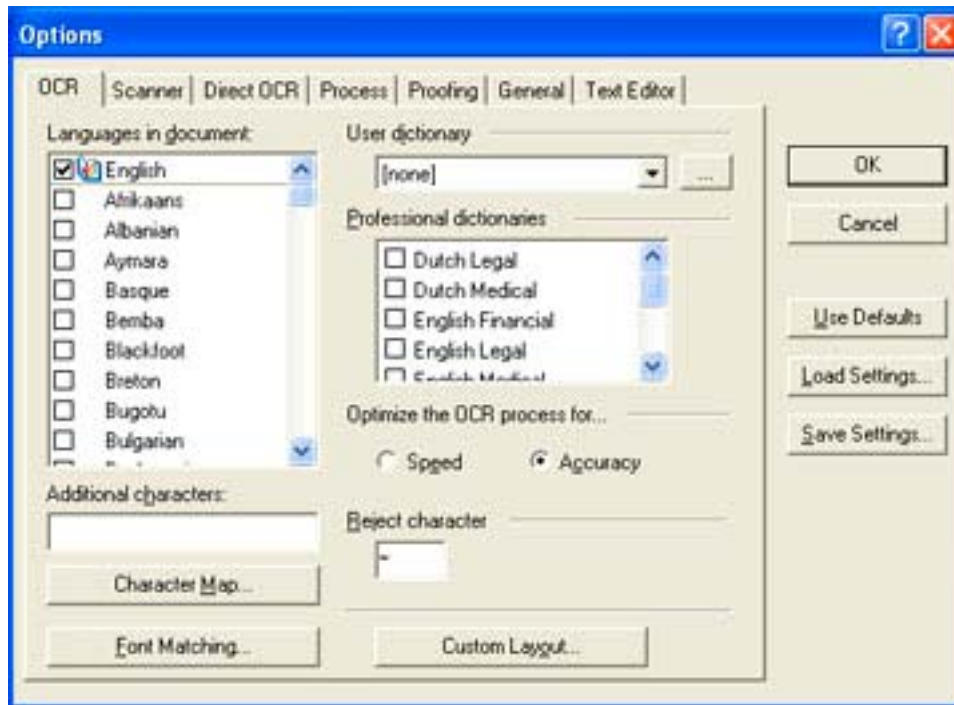 Options
OCR Scanner Direct OCR Process Proofing General Text Editor
Languages in document:
English
Afrikaans
Albanian
Aymara
Basque
Bemba
Blackfoot
Breton
Bugotu
Bulgarian
Additional characters:
Character Map...
Font Matching...
User dictionary
[none]
...
Professional dictionaries
Dutch Legal
Dutch Medical
English Financial
English Legal
English Medical
Optimize the OCR process for...
Speed Accuracy
Reject character
~
Custom Layout...
OK
Cancel
Use Defaults
Load Settings...
Save Settings...